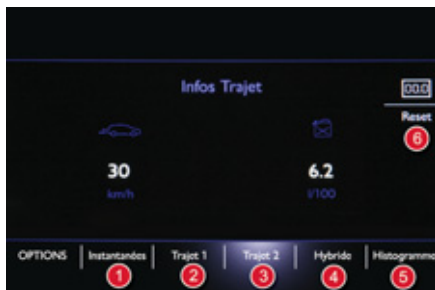 Infos Trajet
00.0
Reset
6
30
6.2
km/h
l/100
OPTIONS Instantanées Trajet 1 Trajet 2 Hybride Histogramme
1 2 3 4 5